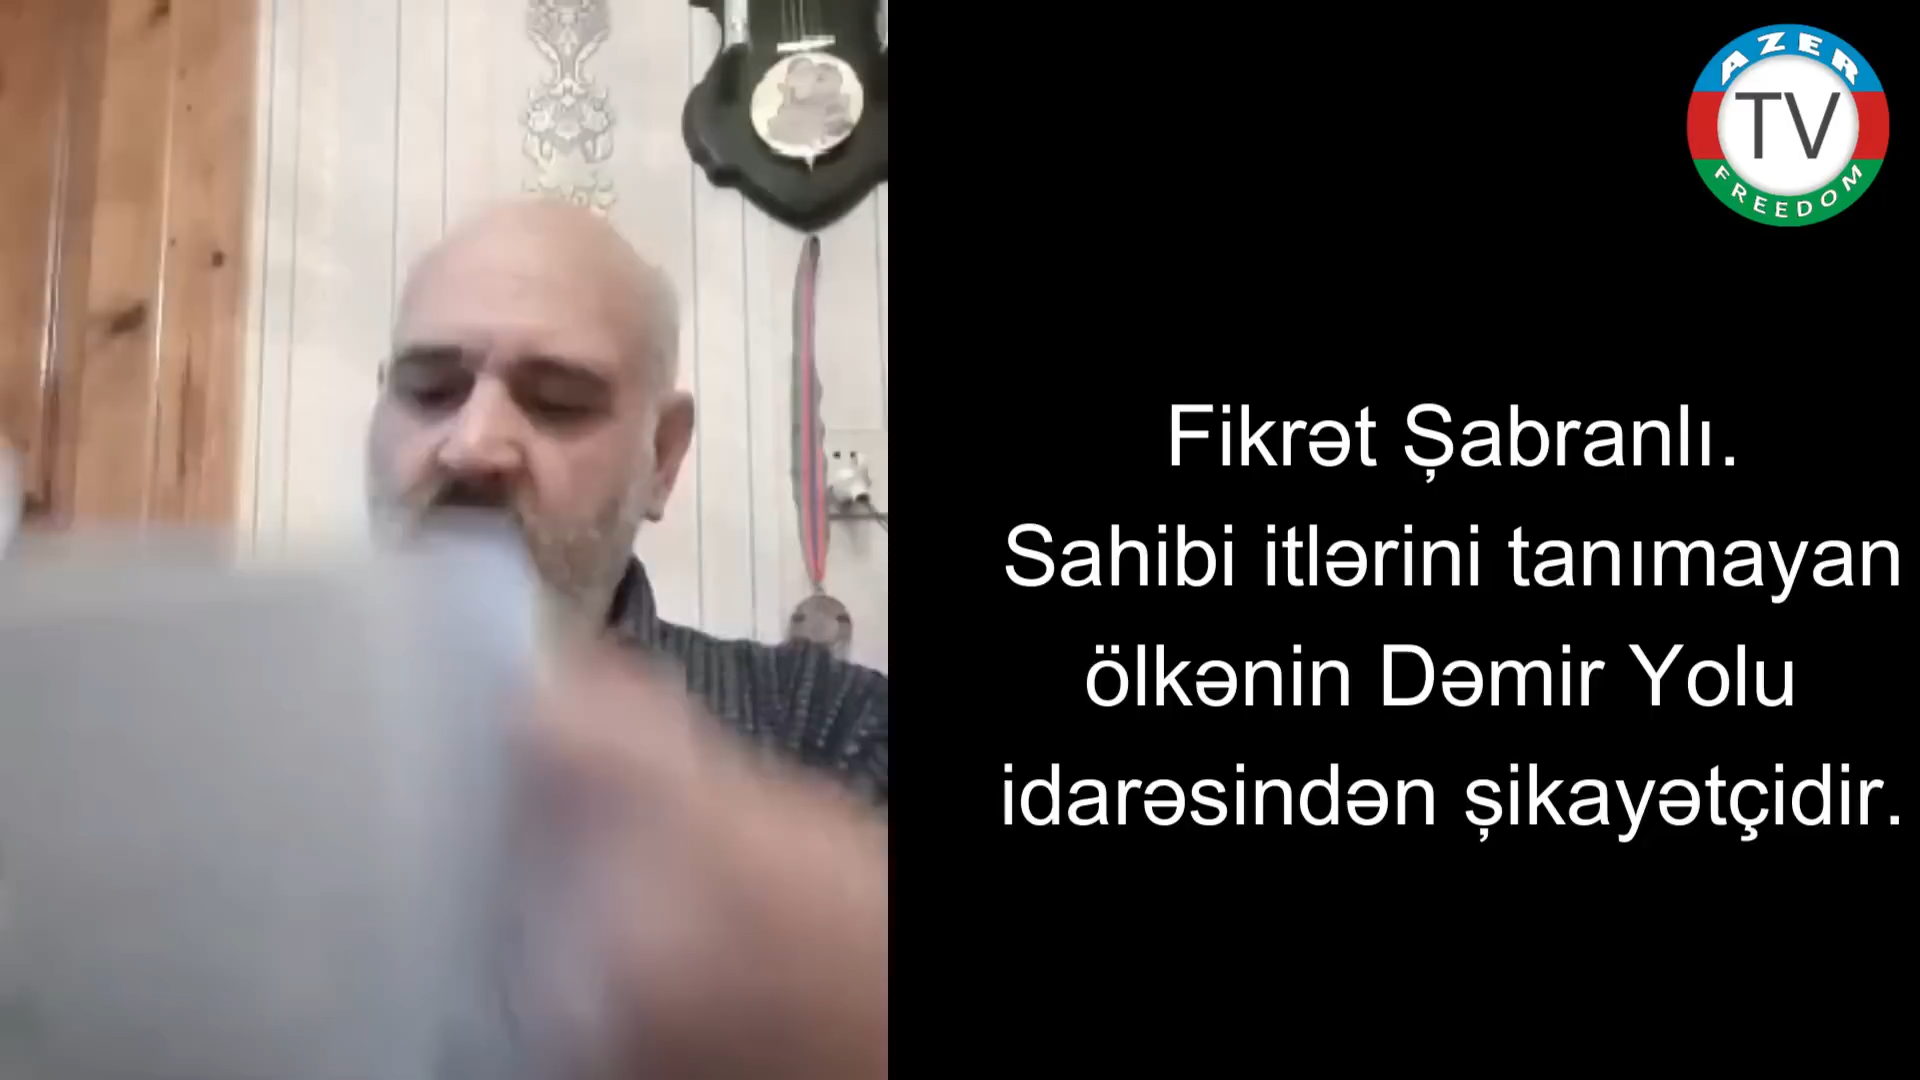 AZER
TV
FREEDOM
Fikrət Şabranlı.
Sahibi itlərini tanımayan
ölkənin Dəmir Yolu
idarəsindən şikayətçidir.